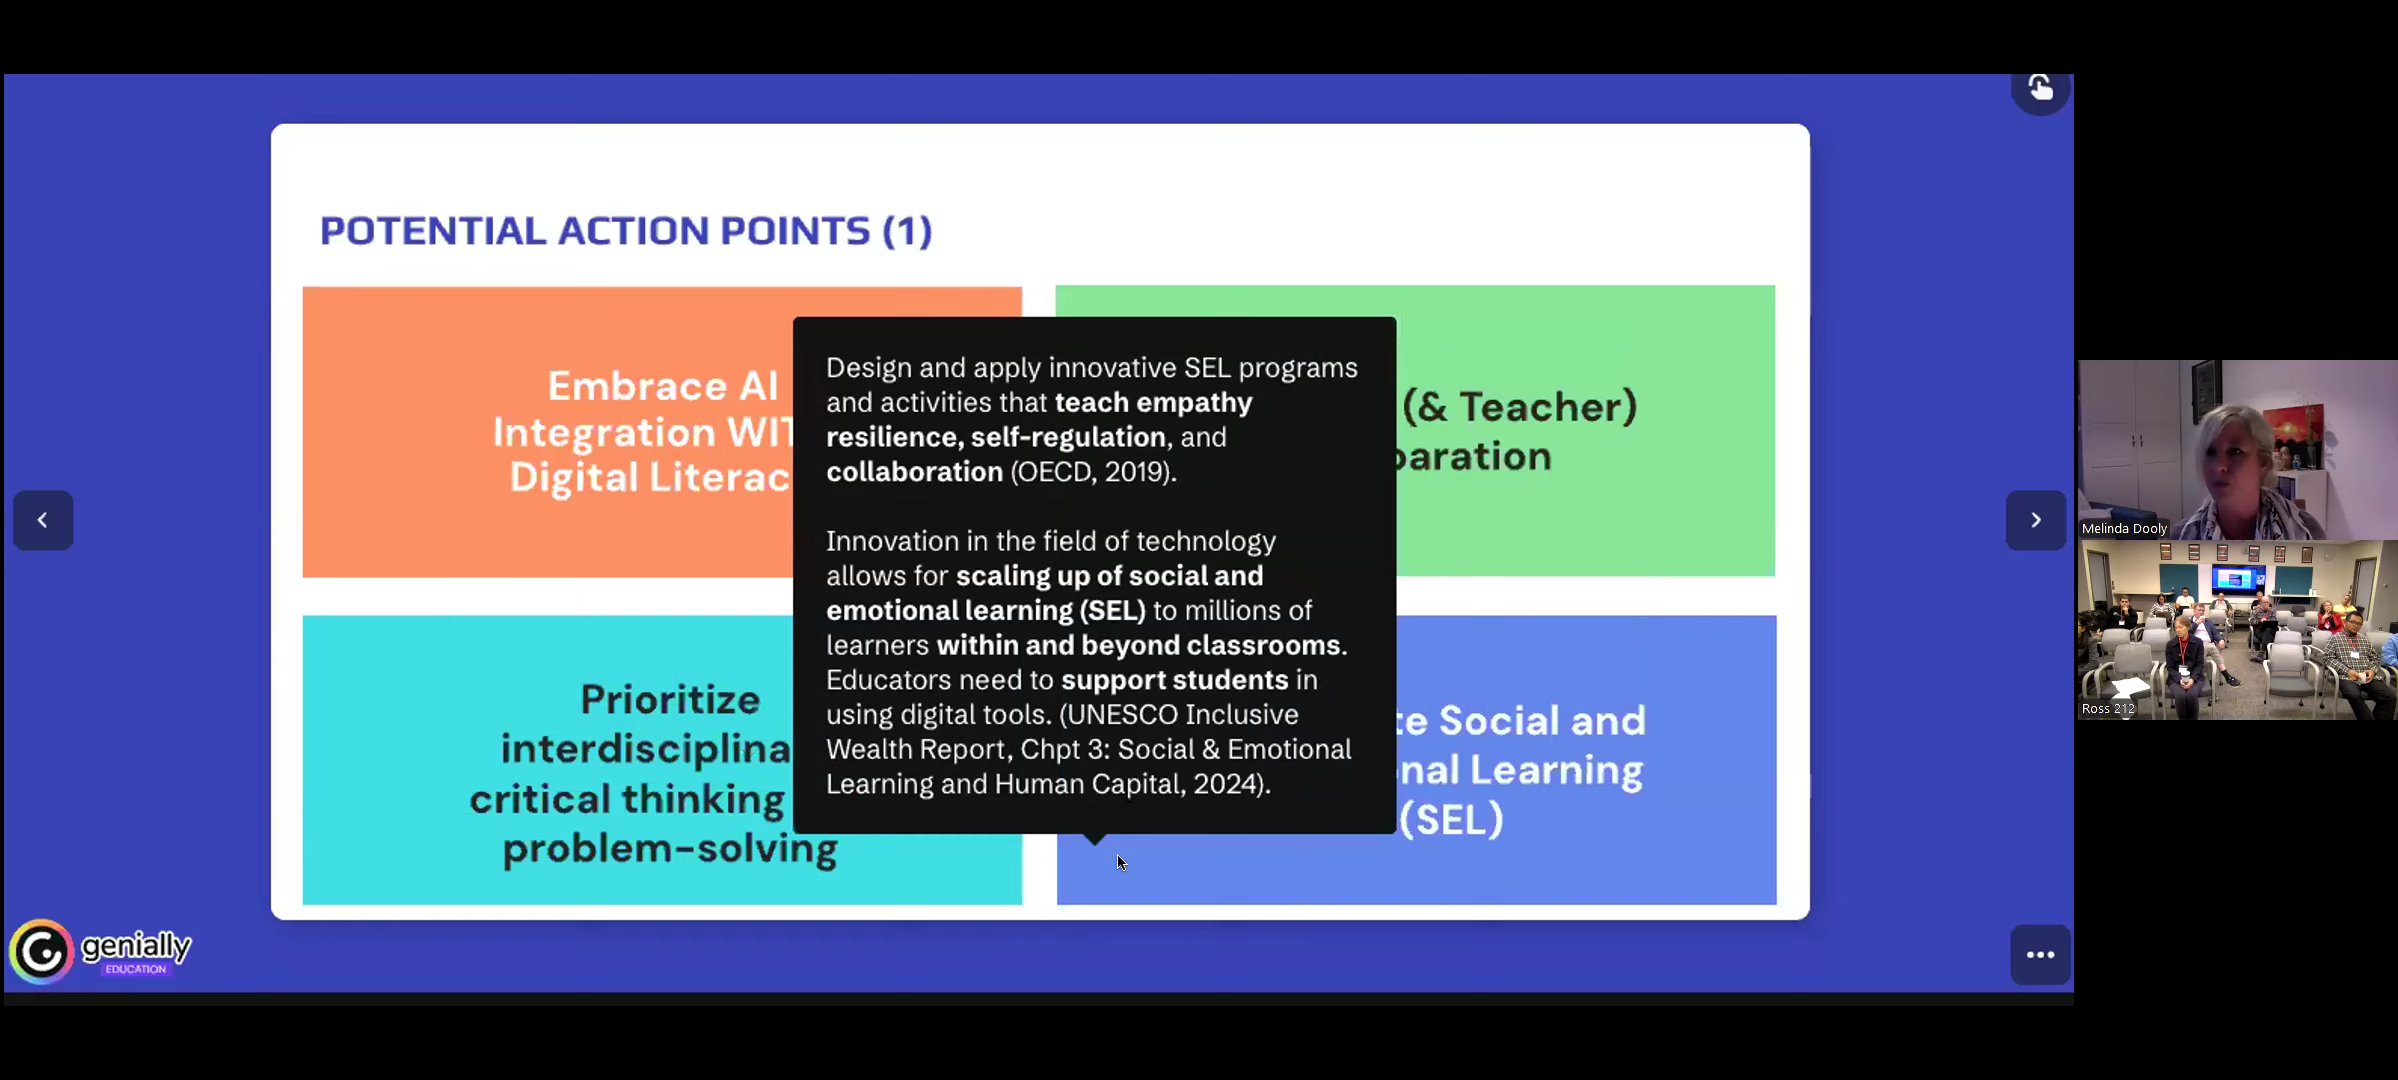 POTENTIAL ACTION POINTS (1)
Embrace AI
Integration WIT
Digital Literac
(& Teacher)
paration
Design and apply innovative SEL programs
and activities that teach empathy
resilience, self-regulation, and
collaboration (OECD, 2019).
Innovation in the field of technology
allows for scaling up of social and
emotional learning (SEL) to millions of
learners within and beyond classrooms.
Educators need to support students in
using digital tools. (UNESCO Inclusive
Wealth Report, Chpt 3: Social & Emotional
Learning and Human Capital, 2024).
Prioritize
interdisciplina
critical thinking
problem-solving
te Social and
nal Learning
(SEL)
genially
EDUCATION
Melinda Dooly
Ross 212